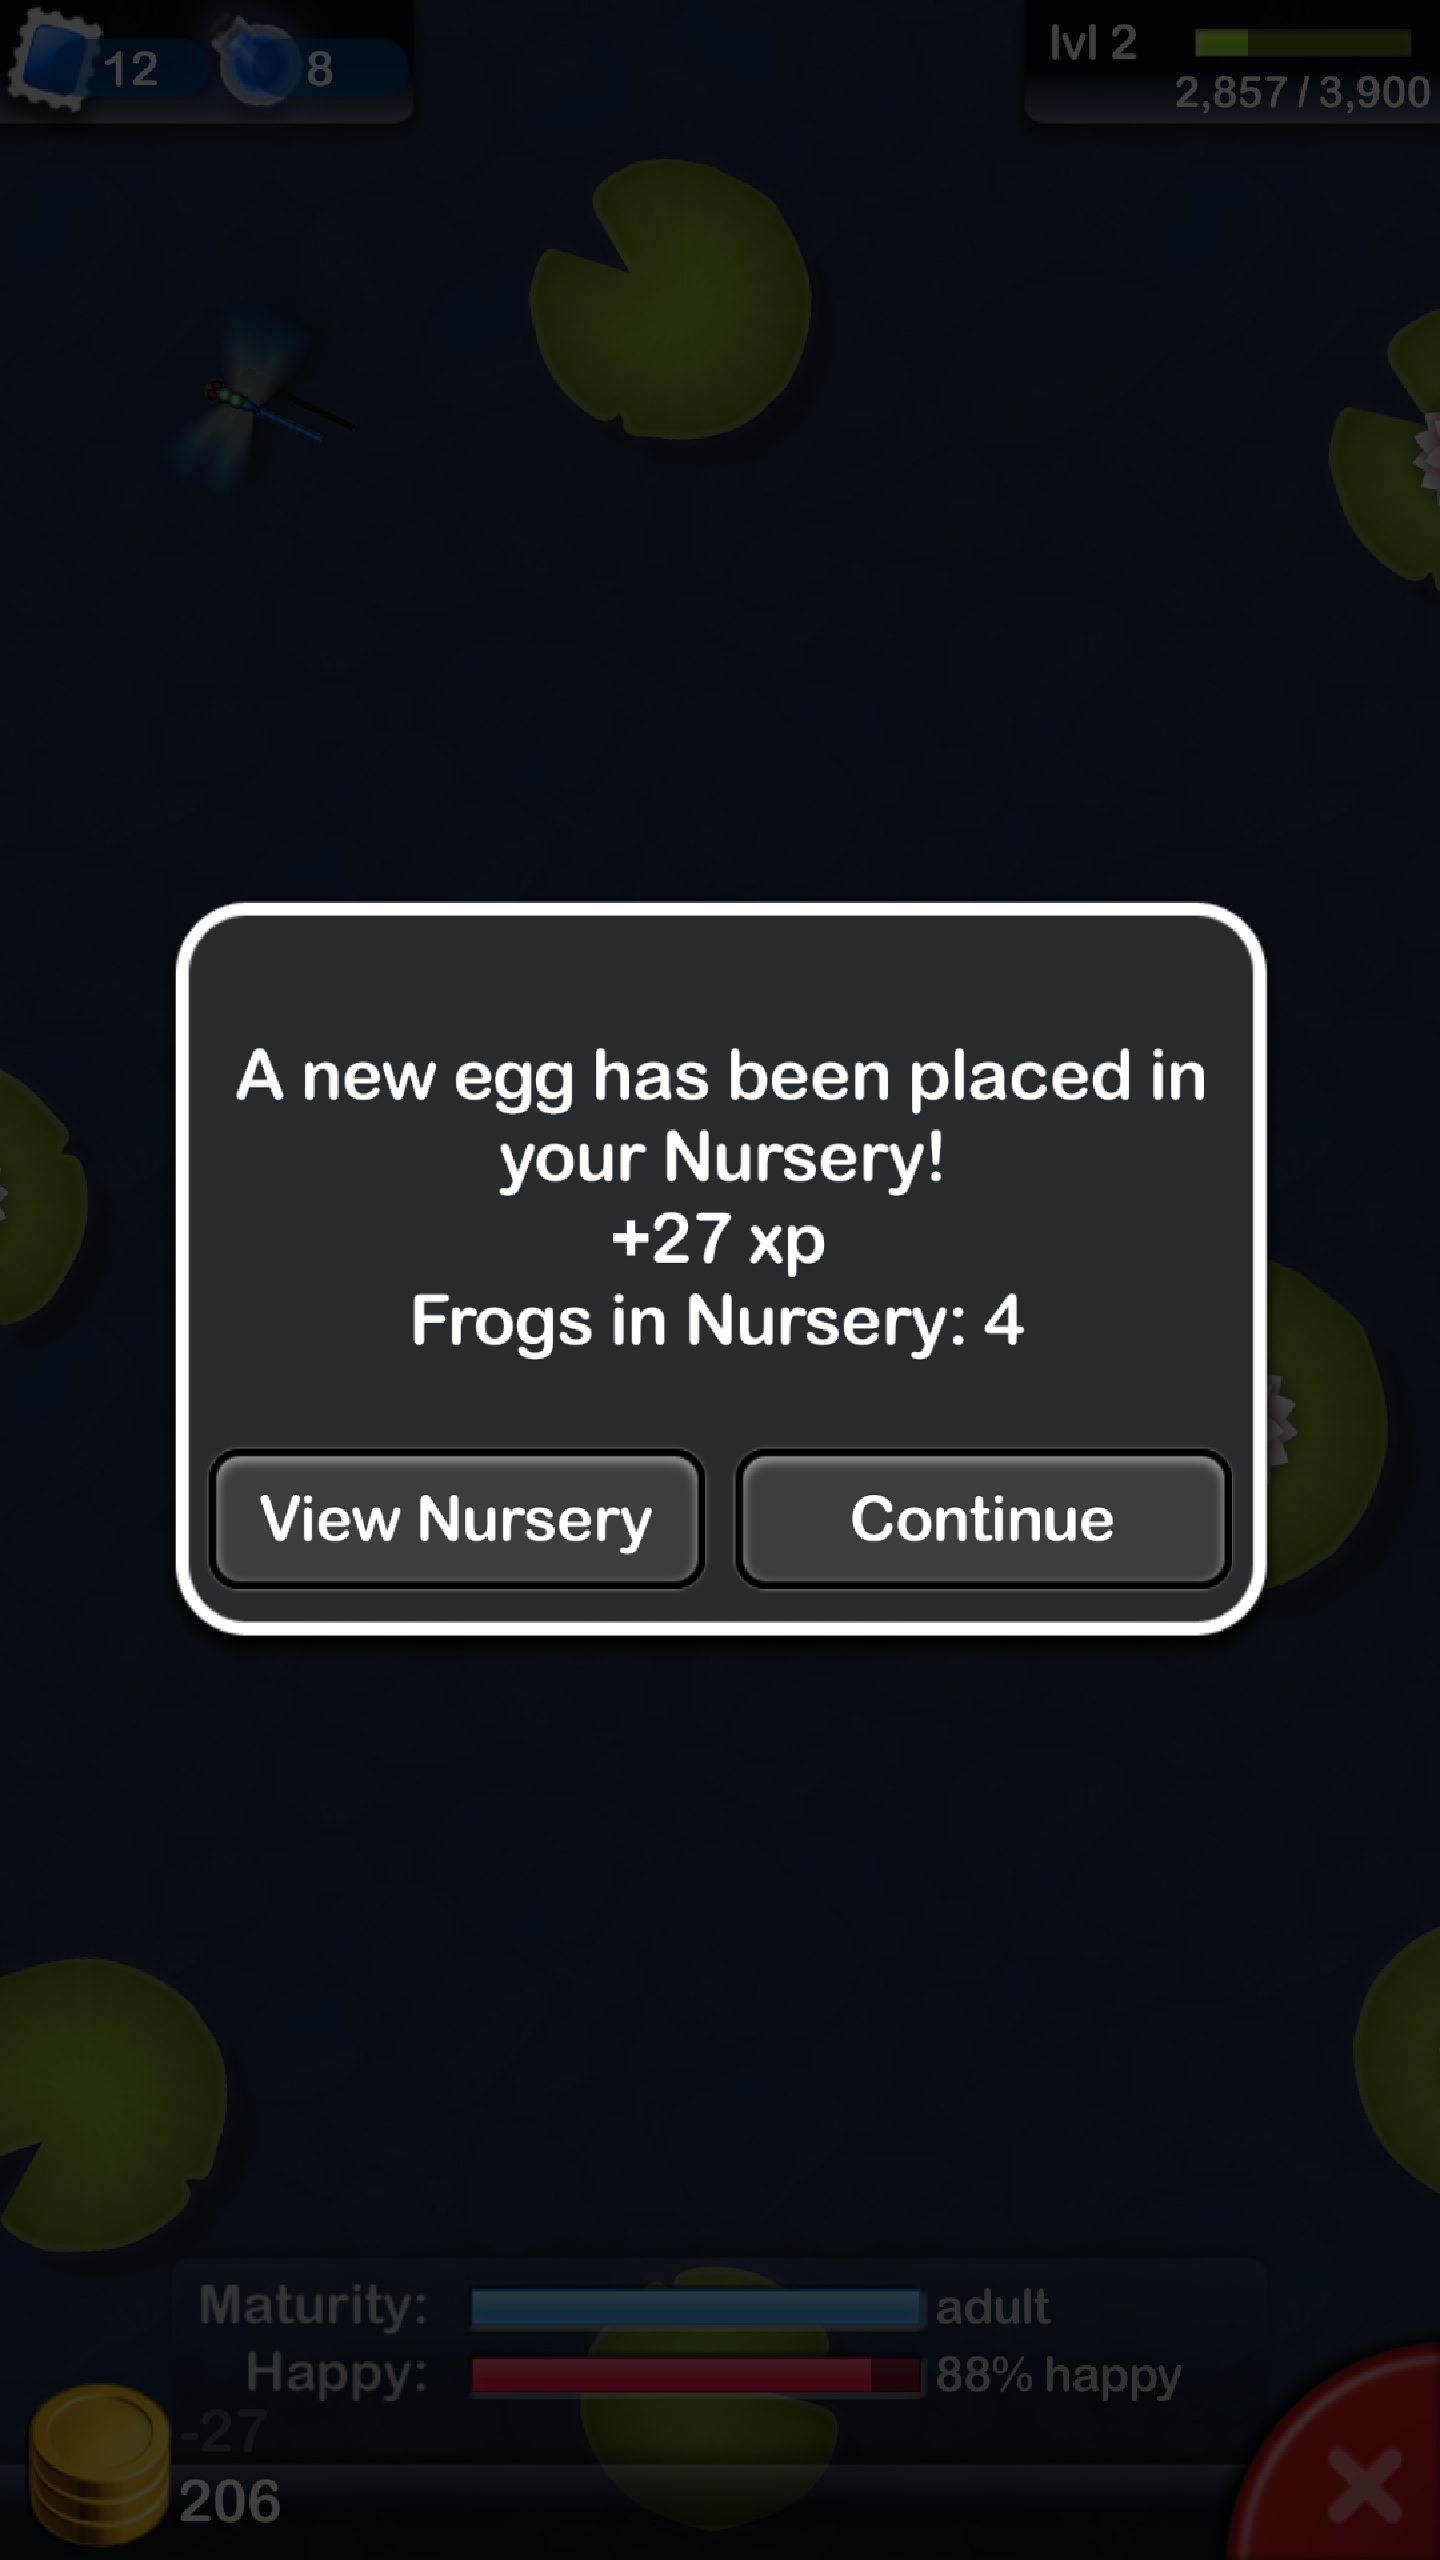 12
8
lvl 2
2,857 / 3,900
A new egg has been placed in
your Nursery!
+27 xp
Frogs in Nursery: 4
View Nursery
Continue
Maturity:
adult
Happy:
88% happy
-27
206